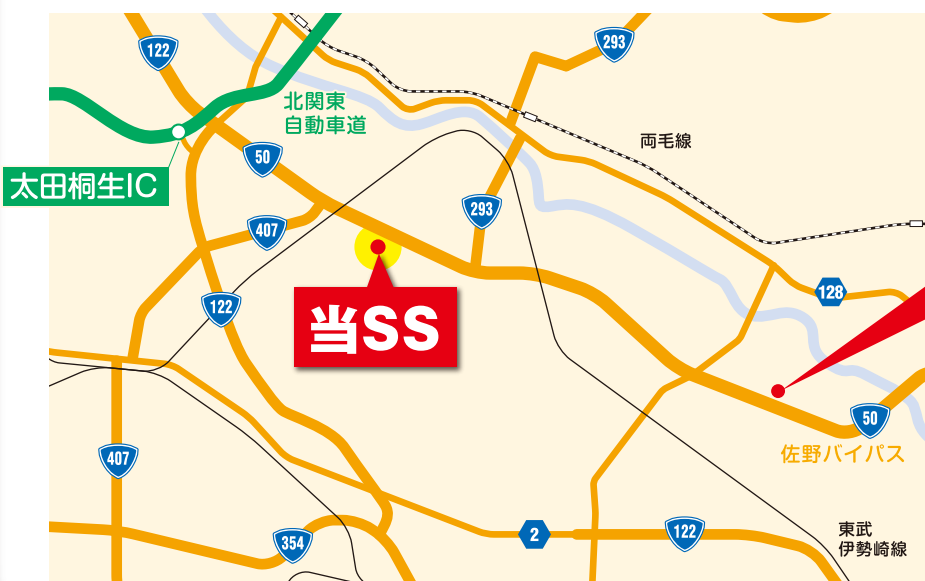 122
293
北関東
自動車道
両毛線
50
太田桐生IC
293
407
128
122
当SS
50
佐野バイパス
407
2
122
354
東武
伊勢崎線